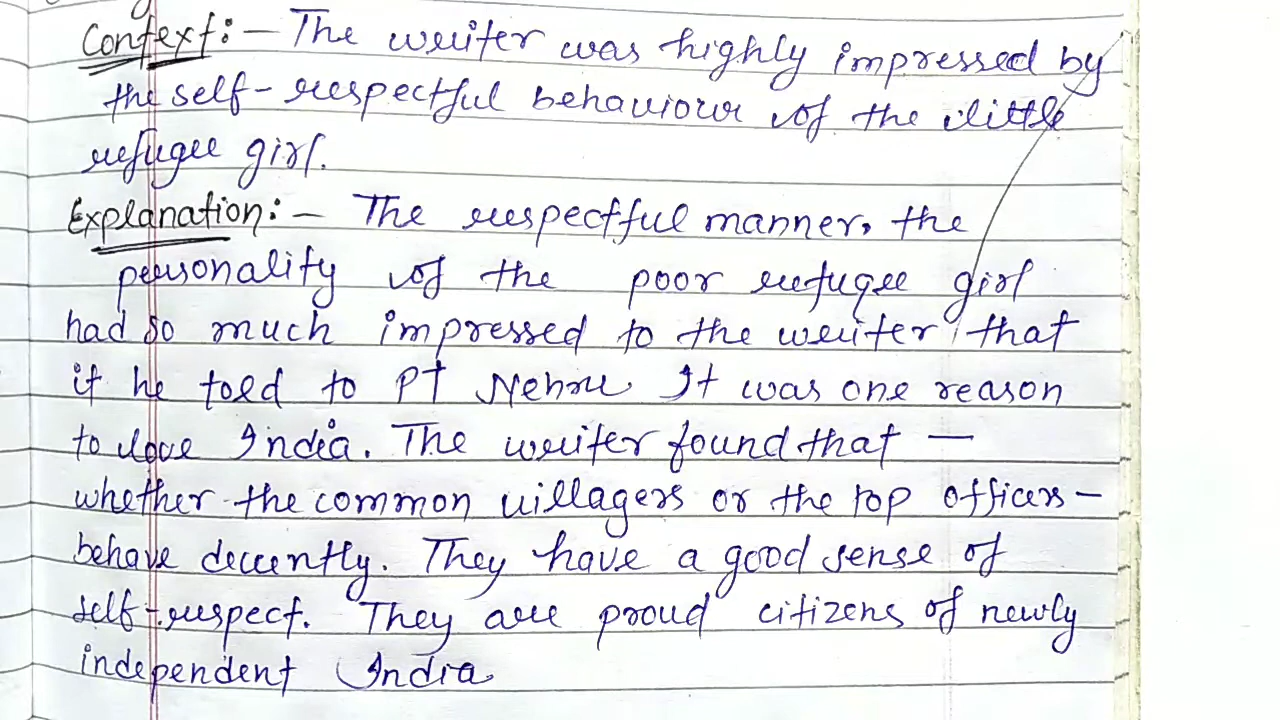 Context:- The writer was highly impressed by
the self-respectful behaviour of the little
refugee girl.
Explanation:- The respectful manner, the
personality of the poor refugee girl
had so much impressed to the writer that
if he told to PT Nehru It was one reason
to love India. The writer found that —
whether the common villagers or the top officers -
behave decently. They have a good sense of
self-respect. They are proud citizens of newly
independent India